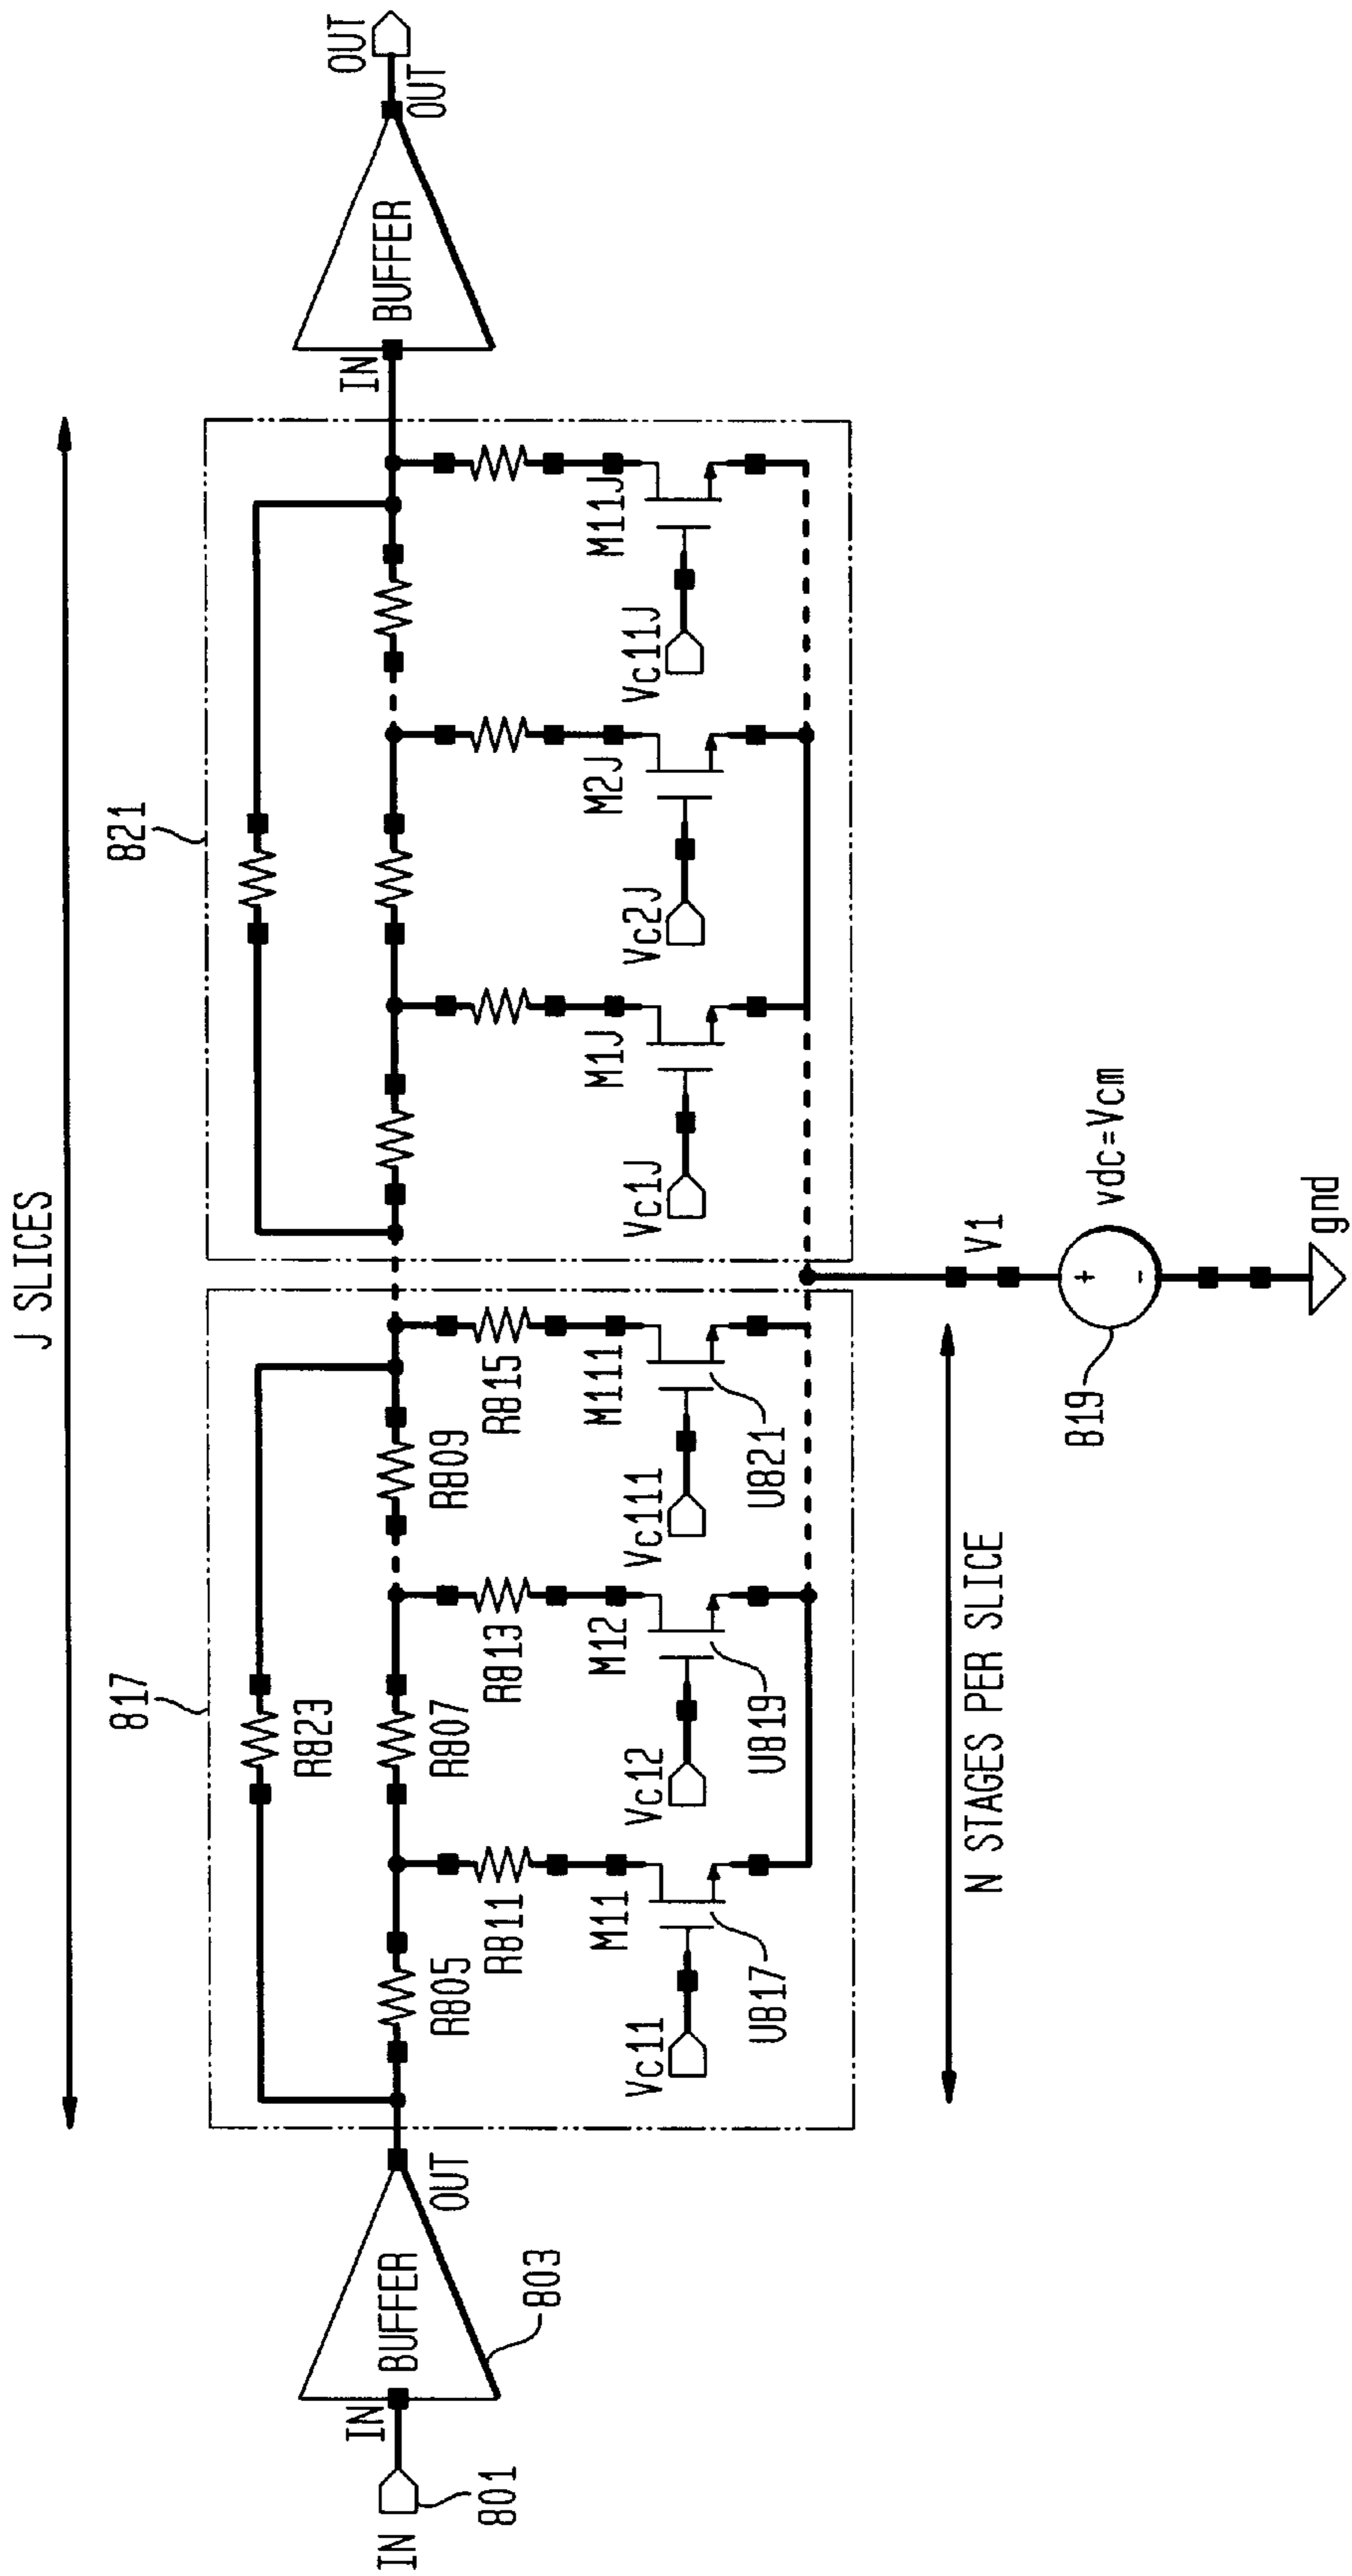 J SLICES
817
821
R823
IN
IN
BUFFER
OUT
801
803
R805
R807
R809
R811
R813
R815
M11
M12
M111
Vc11
Vc12
Vc111
U817
U819
U821
M1J
M2J
M11J
Vc1J
Vc2J
Vc11J
IN
BUFFER
OUT
OUT
N STAGES PER SLICE
V1
+
-
vdc=Vcm
819
gnd